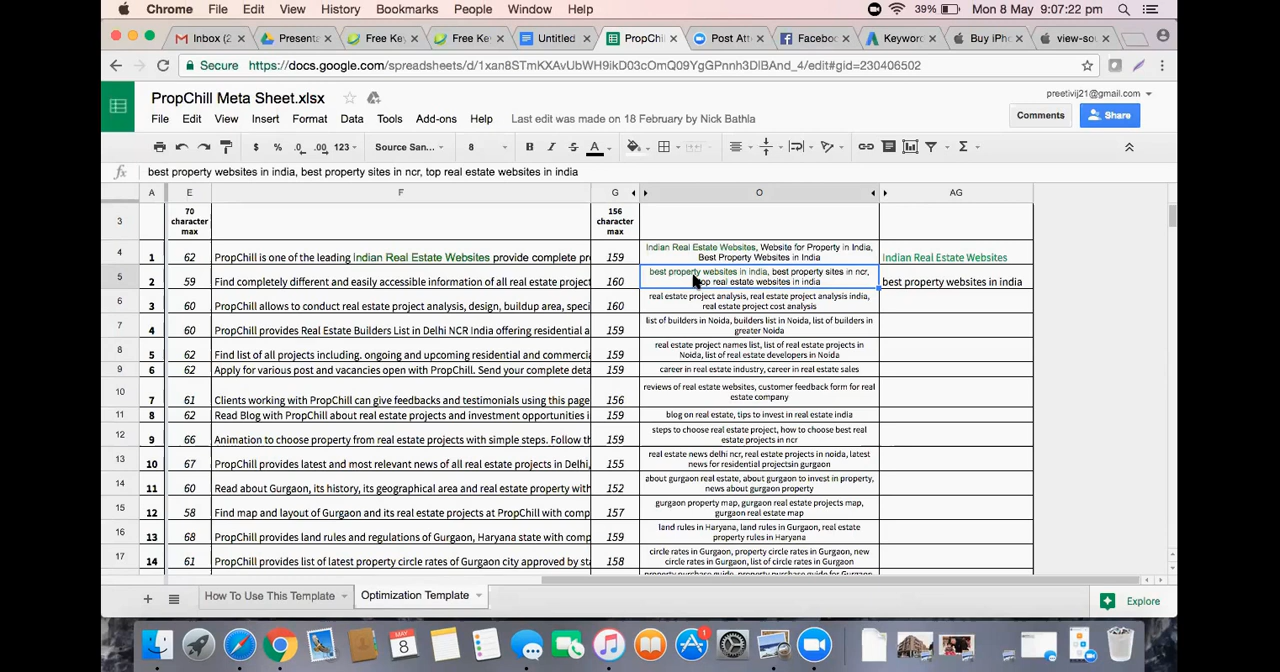 Chrome File Edit View History Bookmarks People Window Help 39% Mon 8 May 9:07:22 pm
Inbox (2 Presenta Free Key Free Key Untitled PropChil Post Att Faceboo Keyword Buy iPh view-sou
Secure https://docs.google.com/spreadsheets/d/
PropChill Meta Sheet.xlsx
preetivij21@gmail.com
File Edit View Insert Format Data Tools Add-ons Help Last edit was made on 18 February by Nick Bathla
Comments Share
$ % .0 .00 123 Source San... 8 B I S A
fx best property websites in india, best property sites in ncr, top real estate websites in india
A E F G O AG
3 70 character max 156 character max
4 1 62 PropChill is one of the leading Indian Real Estate Websites provide complete pr 159 Indian Real Estate Websites, Website for Property in India, Best Property Websites in India Indian Real Estate Websites
5 2 59 Find completely different and easily accessible information of all real estate project 160 best property websites in india, best property sites in ncr, top real estate websites in india best property websites in india
6 3 60 PropChill allows to conduct real estate project analysis, design, buildup area, speci 160 real estate project analysis, real estate project analysis india, real estate project cost analysis
7 4 60 PropChill provides Real Estate Builders List in Delhi NCR India offering residential a 159 list of builders in Noida, builders list in Noida, list of builders in greater Noida
8 5 62 Find list of all projects including. ongoing and upcoming residential and commercia 159 real estate project names list, list of real estate projects in Noida, list of real estate developers in Noida
9 6 62 Apply for various post and vacancies open with PropChill. Send your complete deta 159 career in real estate industry, career in real estate sales
10 7 61 Clients working with PropChill can give feedbacks and testimonials using this page 156 reviews of real estate websites, customer feedback form for real estate company
11 8 62 Read Blog with PropChill about real estate projects and investment opportunities i 159 blog on real estate, tips to invest in real estate india
12 9 66 Animation to choose property from real estate projects with simple steps. Follow th 159 steps to choose real estate project, how to choose best real estate projects in ncr
13 10 67 PropChill provides latest and most relevant news of all real estate projects in Delhi, 155 real estate news delhi ncr, real estate projects in noida, latest news for residential projectsin gurgaon
14 11 60 Read about Gurgaon, its history, its geographical area and real estate property with 152 about gurgaon real estate, about gurgaon to invest in property, news about gurgaon property
15 12 58 Find map and layout of Gurgaon and its real estate projects at PropChill with comp 157 gurgaon property map, gurgaon real estate projects map, gurgaon real estate map
16 13 68 PropChill provides land rules and regulations of Gurgaon, Haryana state with comp 159 land rules in Haryana, land rules in Gurgaon, real estate property rules in Haryana
17 14 61 PropChill provides list of latest property circle rates of Gurgaon city approved by sta 158 circle rates in Gurgaon, property circle rates in Gurgaon, new circle rates in Gurgaon, list of circle rates in Gurgaon
property purchase guide, property purchase guide for Gurgaon
+ How To Use This Template Optimization Template Explore
MAY 8 1